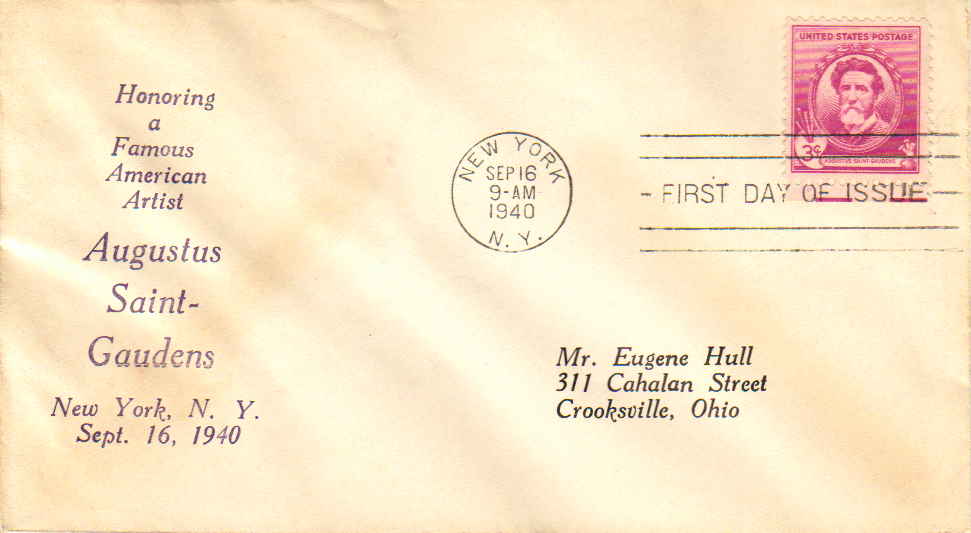 Honoring
a
Famous
American
Artist
Augustus
Saint-
Gaudens
New York, N. Y.
Sept. 16, 1940
NEW YORK
SEP 16
9-AM
1940
N. Y.
UNITED STATES POSTAGE
3¢
AUGUSTUS SAINT-GAUDENS
FIRST DAY OF ISSUE
Mr. Eugene Hull
311 Cahalan Street
Crooksville, Ohio